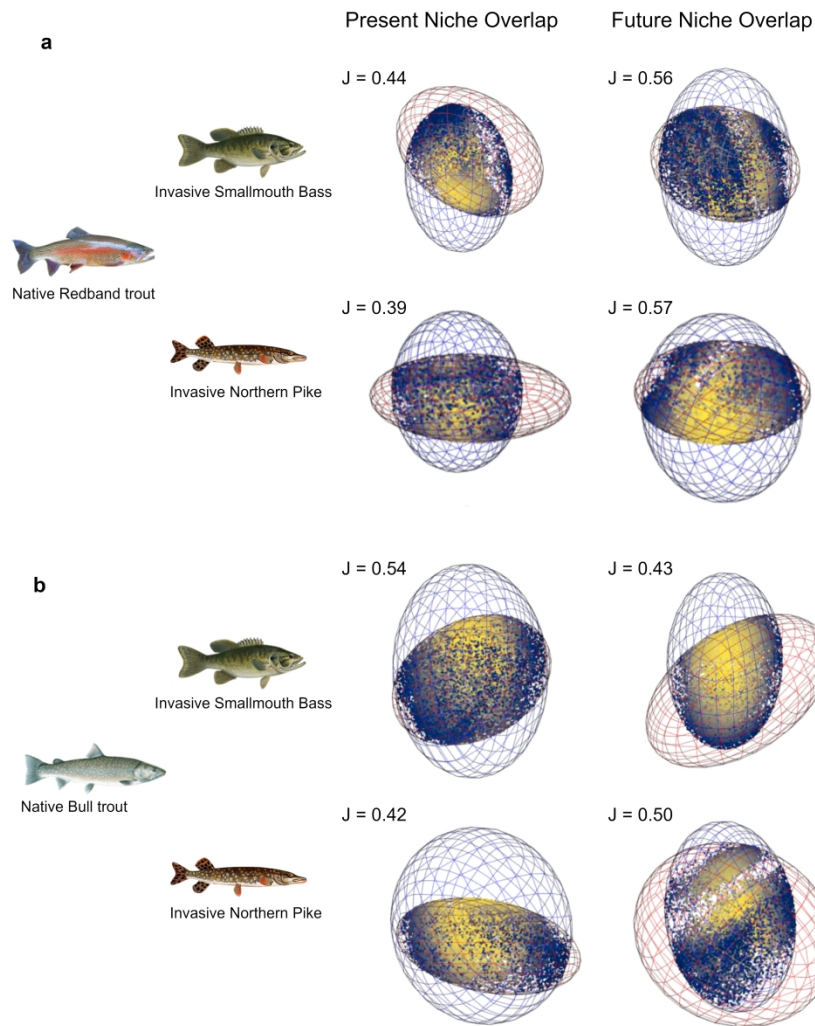 Present Niche Overlap
Future Niche Overlap
a
J = 0.44
J = 0.56
Invasive Smallmouth Bass
Native Redband trout
J = 0.39
J = 0.57
Invasive Northern Pike
b
J = 0.54
J = 0.43
Invasive Smallmouth Bass
Native Bull trout
J = 0.42
J = 0.50
Invasive Northern Pike